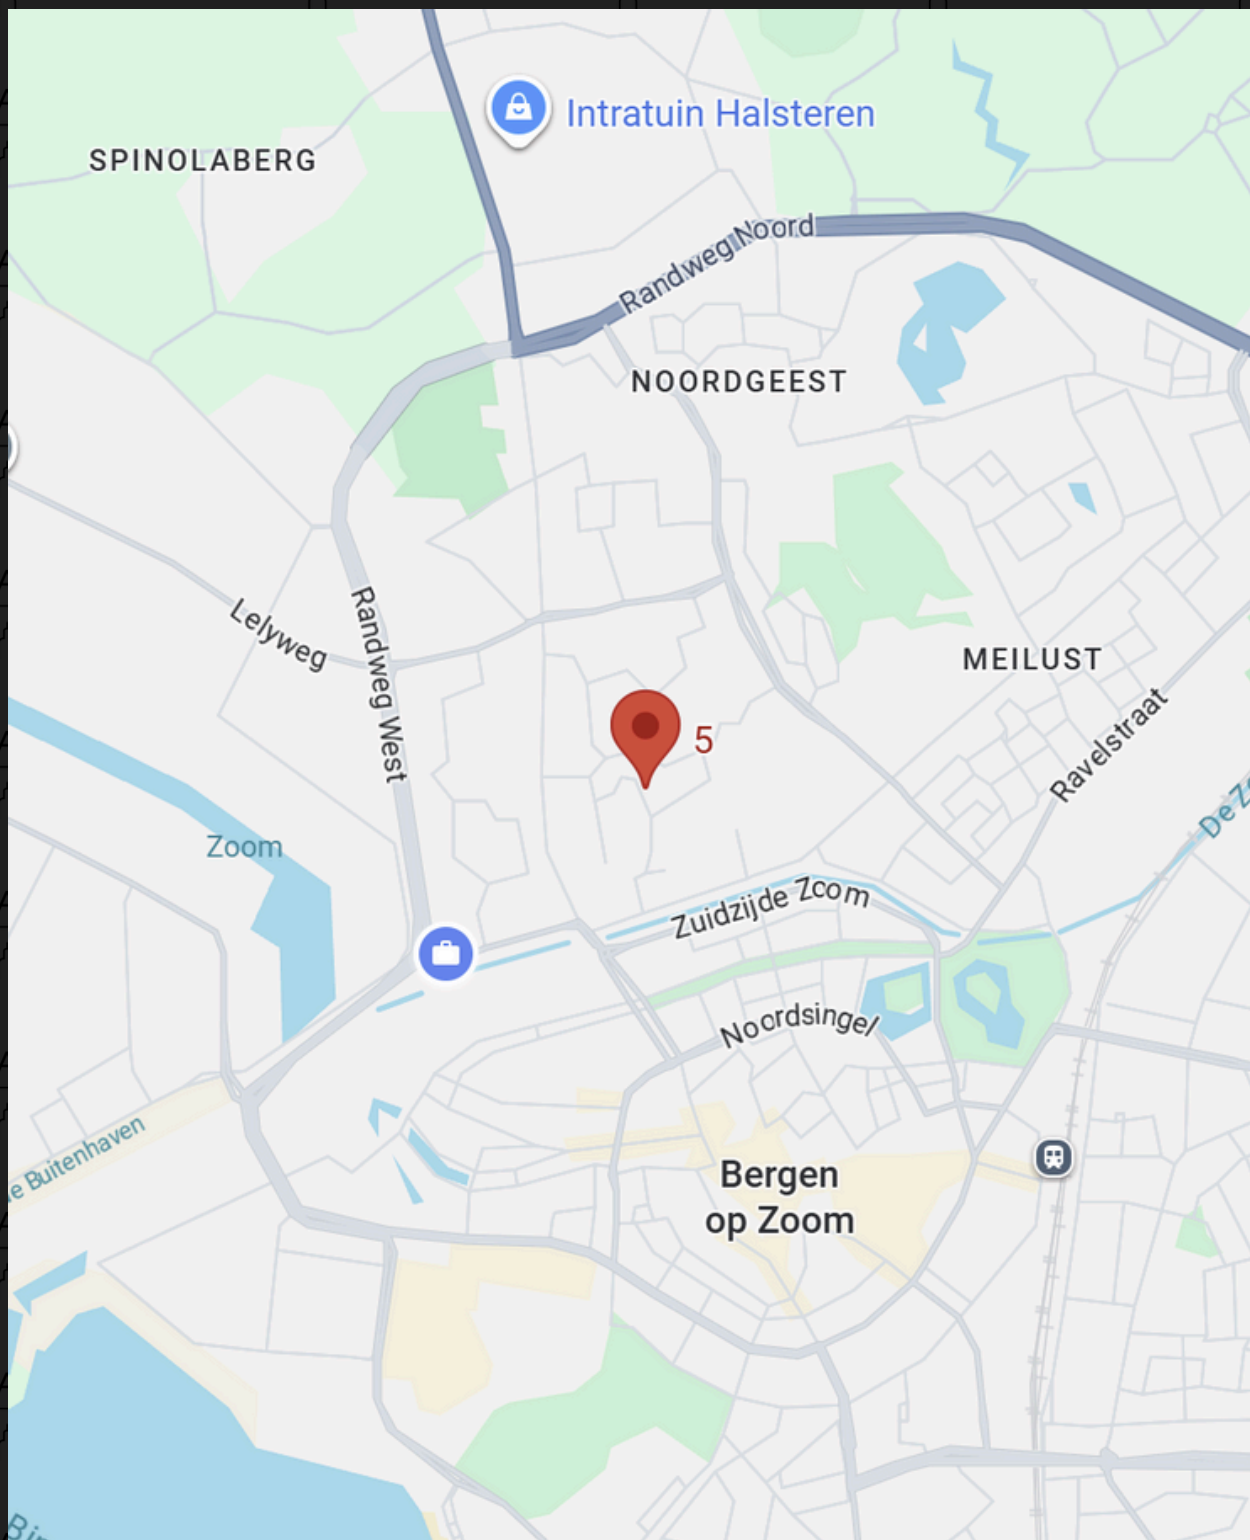 Intratuin Halsteren
SPINOLABERG
Randweg Noord
NOORDGEEST
Lelyweg
Randweg West
MEILUST
5
Ravelstraat
Zoom
Zuidzijde Zoom
Noordsingel
Buitenhaven
Bergen
op Zoom